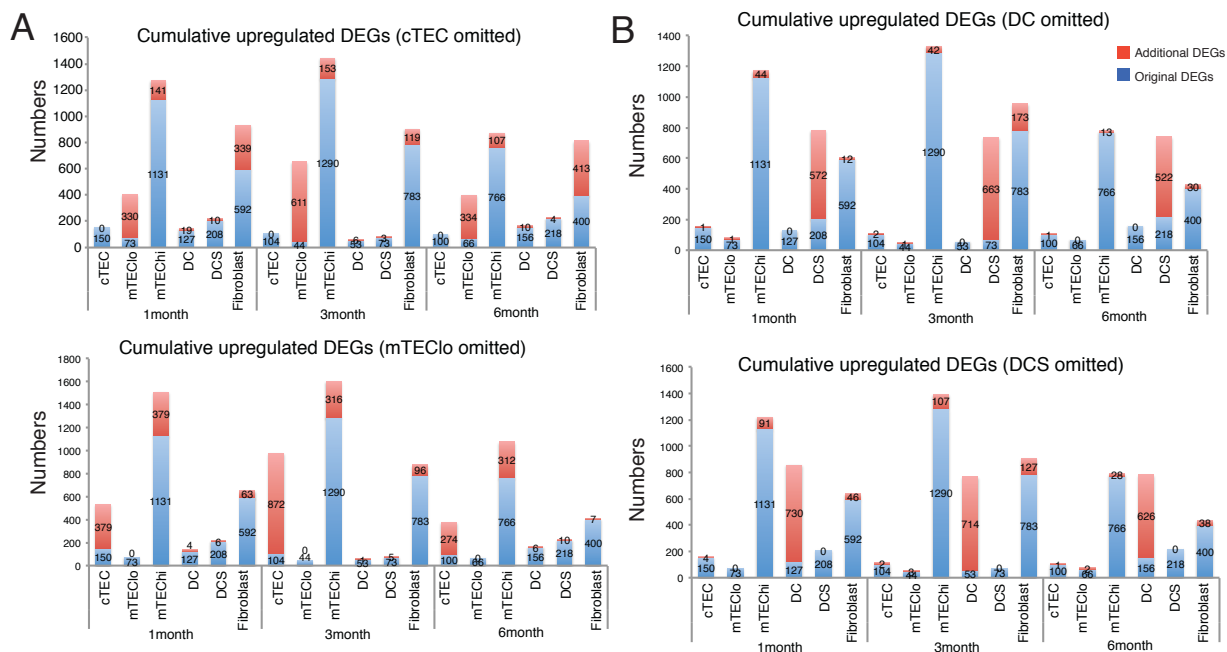 A
Cumulative upregulated DEGs (cTEC omitted)
Numbers
1600
1400
1200
1000
800
600
400
200
0
0 330 141 19 10 339 0 611 153 6 3 119 0 334 107 10 4 413
150 73 1131 127 208 592 104 44 1290 53 73 783 100 66 766 156 218 400
cTEC mTEClo mTEChi DC DCS Fibroblast cTEC mTEClo mTEChi DC DCS Fibroblast cTEC mTEClo mTEChi DC DCS Fibroblast
1month 3month 6month
Cumulative upregulated DEGs (mTEClo omitted)
Numbers
1800
1600
1400
1200
1000
800
600
400
200
0
379 0 379 4 6 63 872 0 316 5 96 274 0 312 6 10 7
150 73 1131 127 208 592 104 44 1290 53 73 783 100 66 766 156 218 400
cTEC mTEClo mTEChi DC DCS Fibroblast cTEC mTEClo mTEChi DC DCS Fibroblast cTEC mTEClo mTEChi DC DCS Fibroblast
1month 3month 6month
B
Cumulative upregulated DEGs (DC omitted)
Additional DEGs
Original DEGs
Numbers
1400
1200
1000
800
600
400
200
0
1 1 44 0 572 12 2 42 0 663 173 1 0 13 0 522 30
150 73 1131 127 208 592 104 44 1290 53 73 783 100 66 766 156 218 400
cTEC mTEClo mTEChi DC DCS Fibroblast cTEC mTEClo mTEChi DC DCS Fibroblast cTEC mTEClo mTEChi DC DCS Fibroblast
1month 3month 6month
Cumulative upregulated DEGs (DCS omitted)
Numbers
1600
1400
1200
1000
800
600
400
200
0
4 0 91 730 0 46 2 107 714 0 127 1 2 28 626 0 38
150 73 1131 127 208 592 104 44 1290 53 73 783 100 66 766 156 218 400
cTEC mTEClo mTEChi DC DCS Fibroblast cTEC mTEClo mTEChi DC DCS Fibroblast cTEC mTEClo mTEChi DC DCS Fibroblast
1month 3month 6month